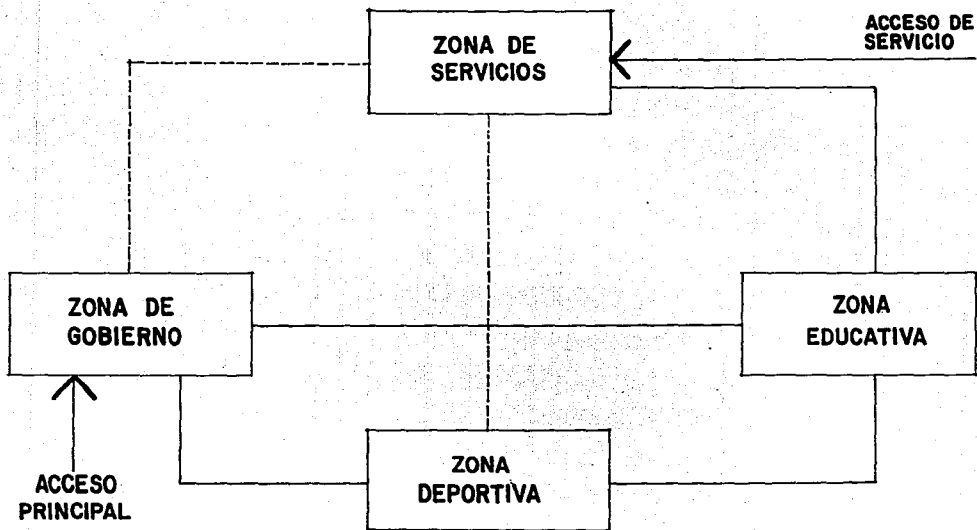 ZONA DE
SERVICIOS
ACCESO DE
SERVICIO
ZONA DE
GOBIERNO
ZONA
EDUCATIVA
ZONA
DEPORTIVA
ACCESO
PRINCIPAL